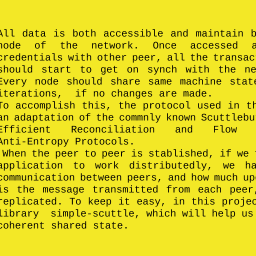 All data is both accessible and maintain b
node of the network. Once accessed a
credentials with other peer, all the transac
should start to get on synch with the ne
Every node should share same machine state
iterations, if no changes are made.
To accomplish this, the protocol used in th
an adaptation of the commnly known Scuttlebu
Efficient Reconciliation and Flow
Anti-Entropy Protocols.
When the peer to peer is stablished, if we
application to work distributedly, we ha
communication between peers, and how much up
is the message transmitted from each peer,
replicated. To keep it easy, in this projec
library simple-scuttle, which will help us
coherent shared state.